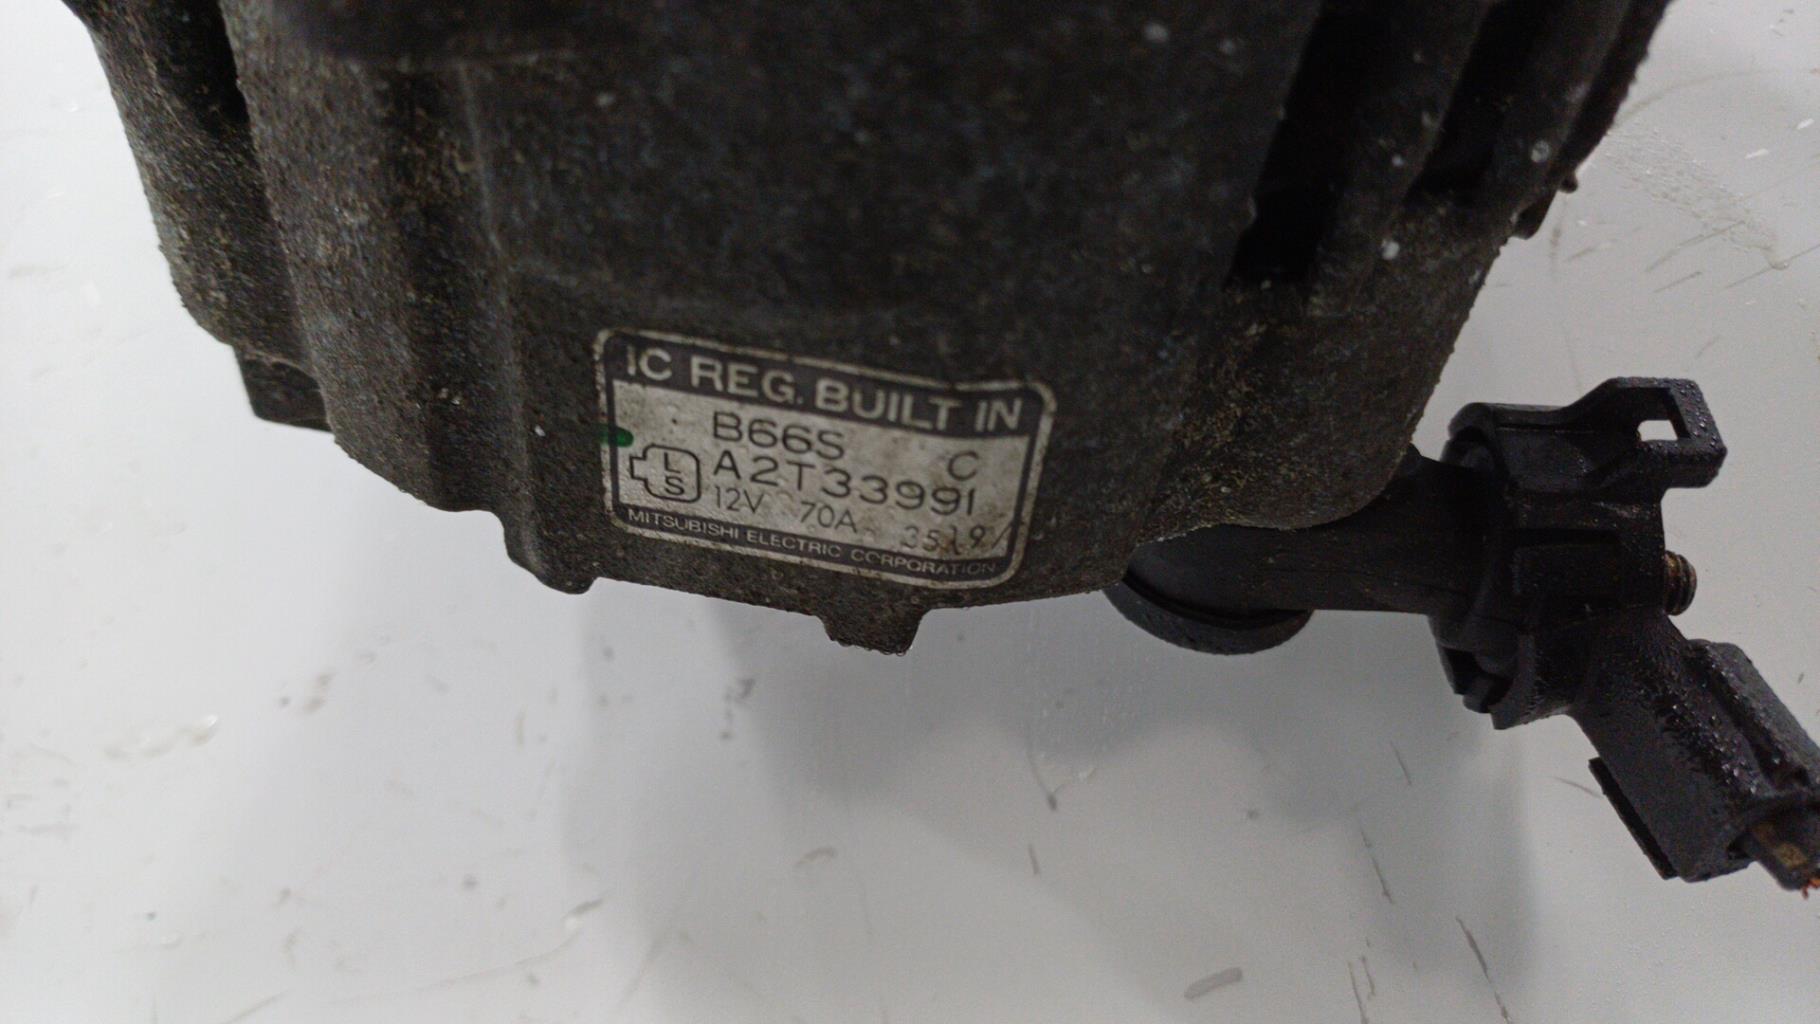 IC REG. BUILT IN
B66S C
L
S
A2T33991
12V 70A
MITSUBISHI ELECTRIC CORPORATION